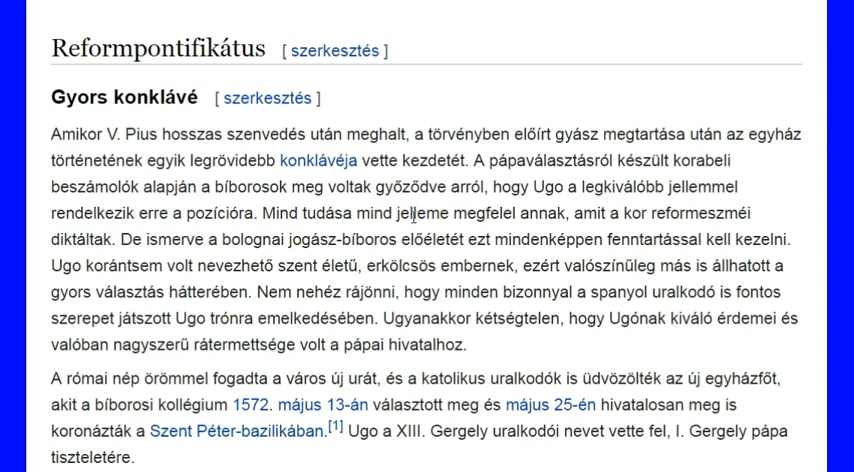 Reformpontifikátus [ szerkesztés ]
Gyors konklávé [ szerkesztés ]
Amikor V. Pius hosszas szenvedés után meghalt, a törvényben előírt gyász megtartása után az egyház
történetének egyik legrövidebb konklávéja vette kezdetét. A pápaválasztásról készült korabeli
beszámolók alapján a bíborosok meg voltak győződve arról, hogy Ugo a legkiválóbb jellemmel
rendelkezik erre a pozícióra. Mind tudása mind jelleme megfelel annak, amit a kor reformeszméi
diktáltak. De ismerve a bolognai jogász-bíboros előéletét ezt mindenképpen fenntartással kell kezelni.
Ugo korántsem volt nevezhető szent életű, erkölcsös embernek, ezért valószínűleg más is állhatott a
gyors választás hátterében. Nem nehéz rájönni, hogy minden bizonnyal a spanyol uralkodó is fontos
szerepet játszott Ugo trónra emelkedésében. Ugyanakkor kétségtelen, hogy Ugónak kiváló érdemei és
valóban nagyszerű rátermettsége volt a pápai hivatalhoz.
A római nép örömmel fogadta a város új urát, és a katolikus uralkodók is üdvözölték az új egyházfőt,
akit a bíborosi kollégium 1572. május 13-án választott meg és május 25-én hivatalosan meg is
koronázták a Szent Péter-bazilikában.[1] Ugo a XIII. Gergely uralkodói nevet vette fel, I. Gergely pápa
tiszteletére.